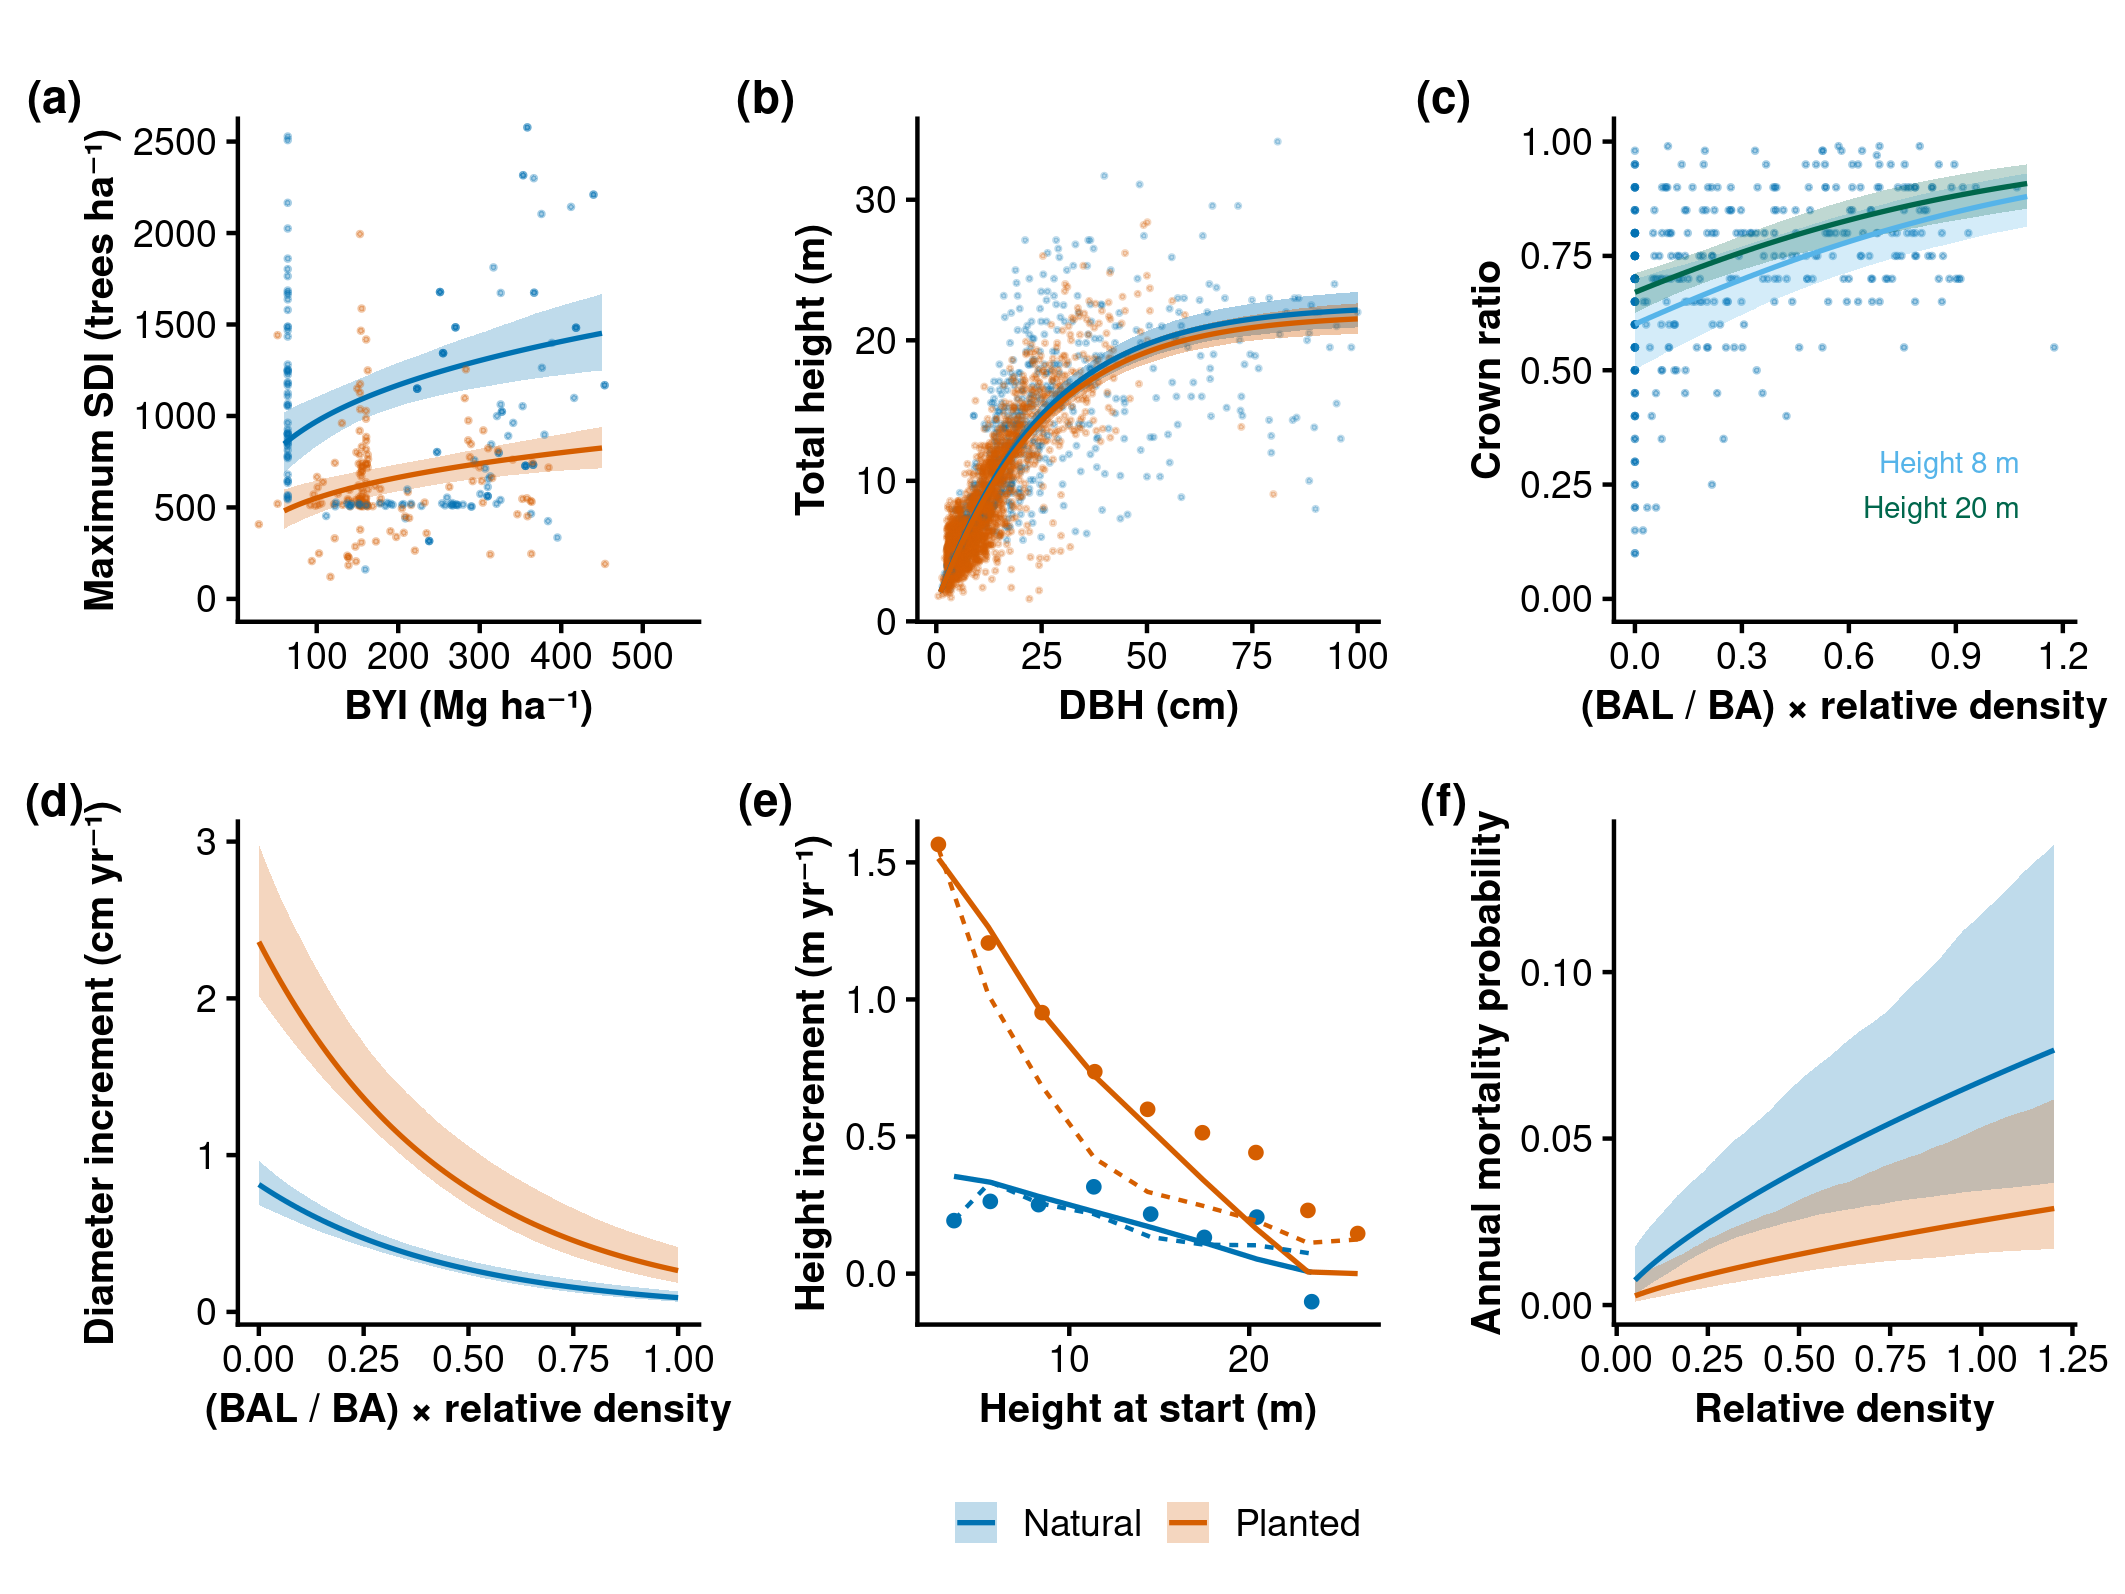 (a)
Maximum SDI (trees ha⁻¹)
2500
2000
1500
1000
500
0
100 200 300 400 500
BYI (Mg ha⁻¹)
(b)
Total height (m)
30
20
10
0
0 25 50 75 100
DBH (cm)
(c)
Crown ratio
1.00
0.75
0.50
0.25
0.00
Height 8 m
Height 20 m
0.0 0.3 0.6 0.9 1.2
(BAL / BA) × relative density
(d)
Diameter increment (cm yr⁻¹)
3
2
1
0
0.00 0.25 0.50 0.75 1.00
(BAL / BA) × relative density
(e)
Height increment (m yr⁻¹)
1.5
1.0
0.5
0.0
10 20
Height at start (m)
(f)
Annual mortality probability
0.10
0.05
0.00
0.00 0.25 0.50 0.75 1.00 1.25
Relative density
Natural Planted